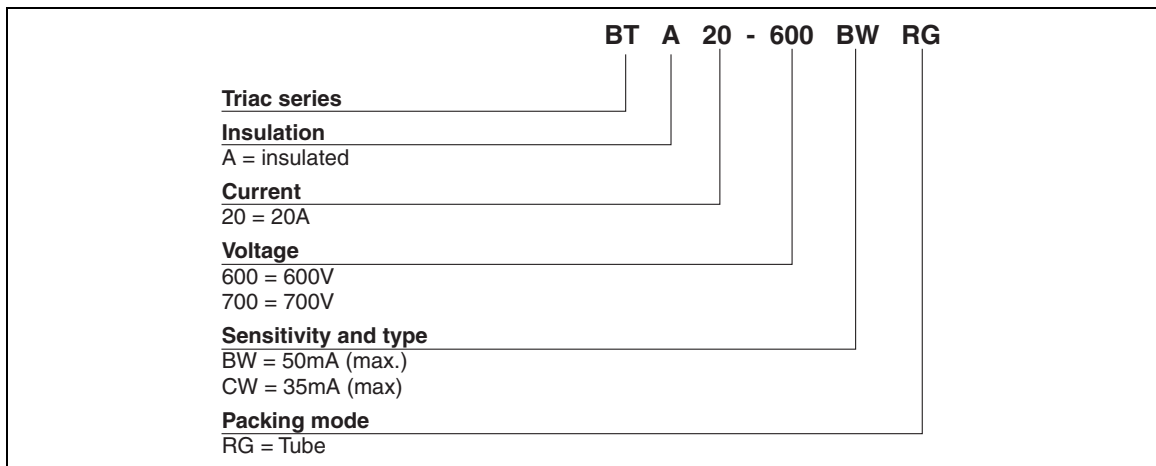 BT A 20 - 600 BW RG
Triac series
Insulation
A = insulated
Current
20 = 20A
Voltage
600 = 600V
700 = 700V
Sensitivity and type
BW = 50mA (max.)
CW = 35mA (max)
Packing mode
RG = Tube